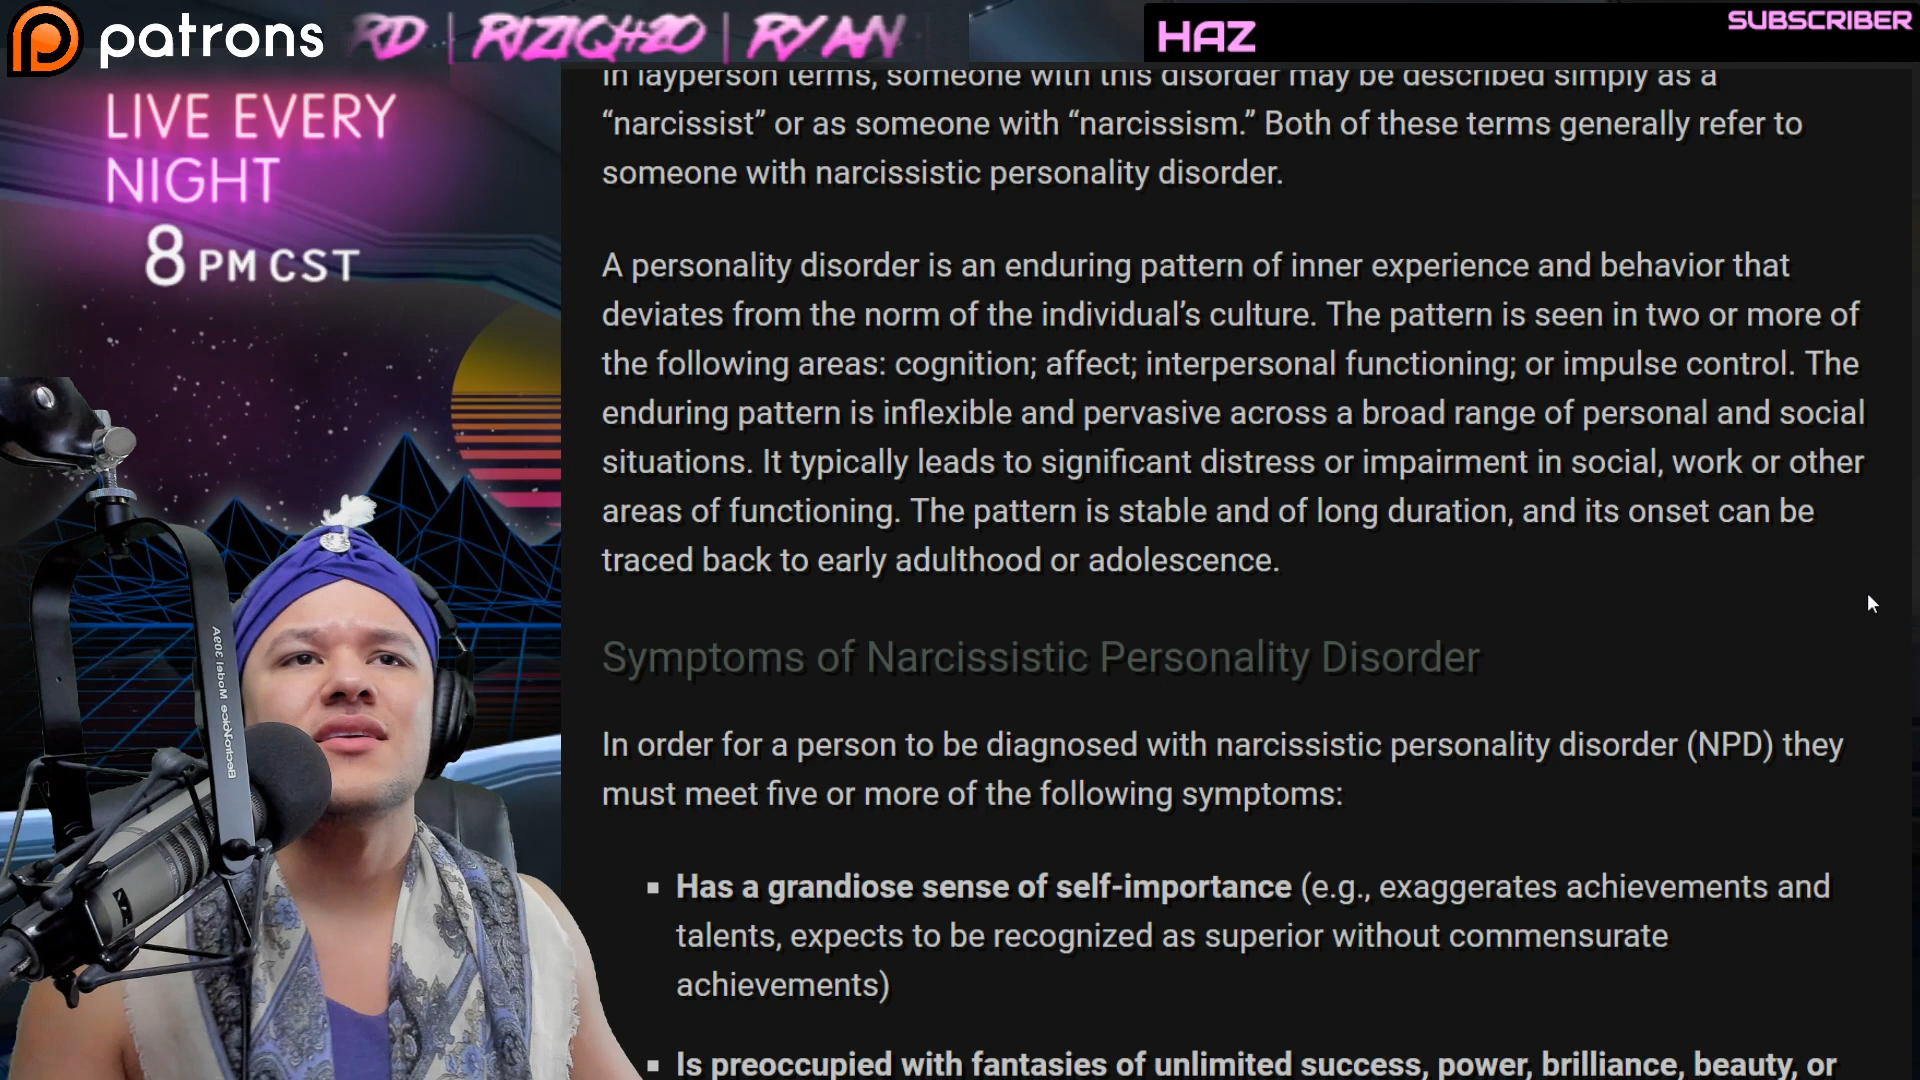 patrons
RD | RIZIQH20 | RYAN
HAZ
SUBSCRIBER
LIVE EVERY
NIGHT
8 PM CST
In layperson terms, someone with this disorder may be described simply as a
“narcissist” or as someone with “narcissism.” Both of these terms generally refer to
someone with narcissistic personality disorder.
A personality disorder is an enduring pattern of inner experience and behavior that
deviates from the norm of the individual’s culture. The pattern is seen in two or more of
the following areas: cognition; affect; interpersonal functioning; or impulse control. The
enduring pattern is inflexible and pervasive across a broad range of personal and social
situations. It typically leads to significant distress or impairment in social, work or other
areas of functioning. The pattern is stable and of long duration, and its onset can be
traced back to early adulthood or adolescence.
Symptoms of Narcissistic Personality Disorder
In order for a person to be diagnosed with narcissistic personality disorder (NPD) they
must meet five or more of the following symptoms:
▪ Has a grandiose sense of self-importance (e.g., exaggerates achievements and
talents, expects to be recognized as superior without commensurate
achievements)
▪ Is preoccupied with fantasies of unlimited success, power, brilliance, beauty, or
ElectroVoice Model 309A